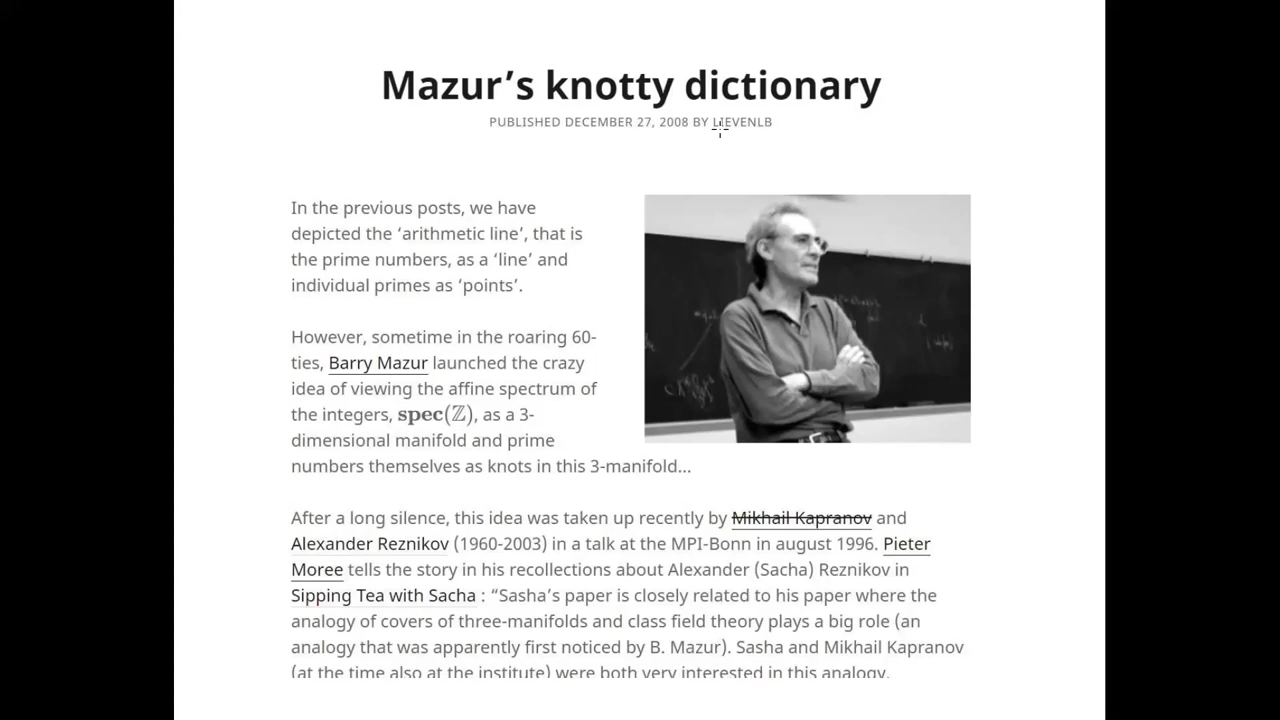 Mazur’s knotty dictionary
PUBLISHED DECEMBER 27, 2008 BY LIEVENLB
In the previous posts, we have
depicted the ‘arithmetic line’, that is
the prime numbers, as a ‘line’ and
individual primes as ‘points’.
However, sometime in the roaring 60-
ties, Barry Mazur launched the crazy
idea of viewing the affine spectrum of
the integers, spec(ℤ), as a 3-
dimensional manifold and prime
numbers themselves as knots in this 3-manifold…
After a long silence, this idea was taken up recently by Mikhail Kapranov and
Alexander Reznikov (1960-2003) in a talk at the MPI-Bonn in august 1996. Pieter
Moree tells the story in his recollections about Alexander (Sacha) Reznikov in
Sipping Tea with Sacha : “Sasha’s paper is closely related to his paper where the
analogy of covers of three-manifolds and class field theory plays a big role (an
analogy that was apparently first noticed by B. Mazur). Sasha and Mikhail Kapranov
(at the time also at the institute) were both very interested in this analogy.